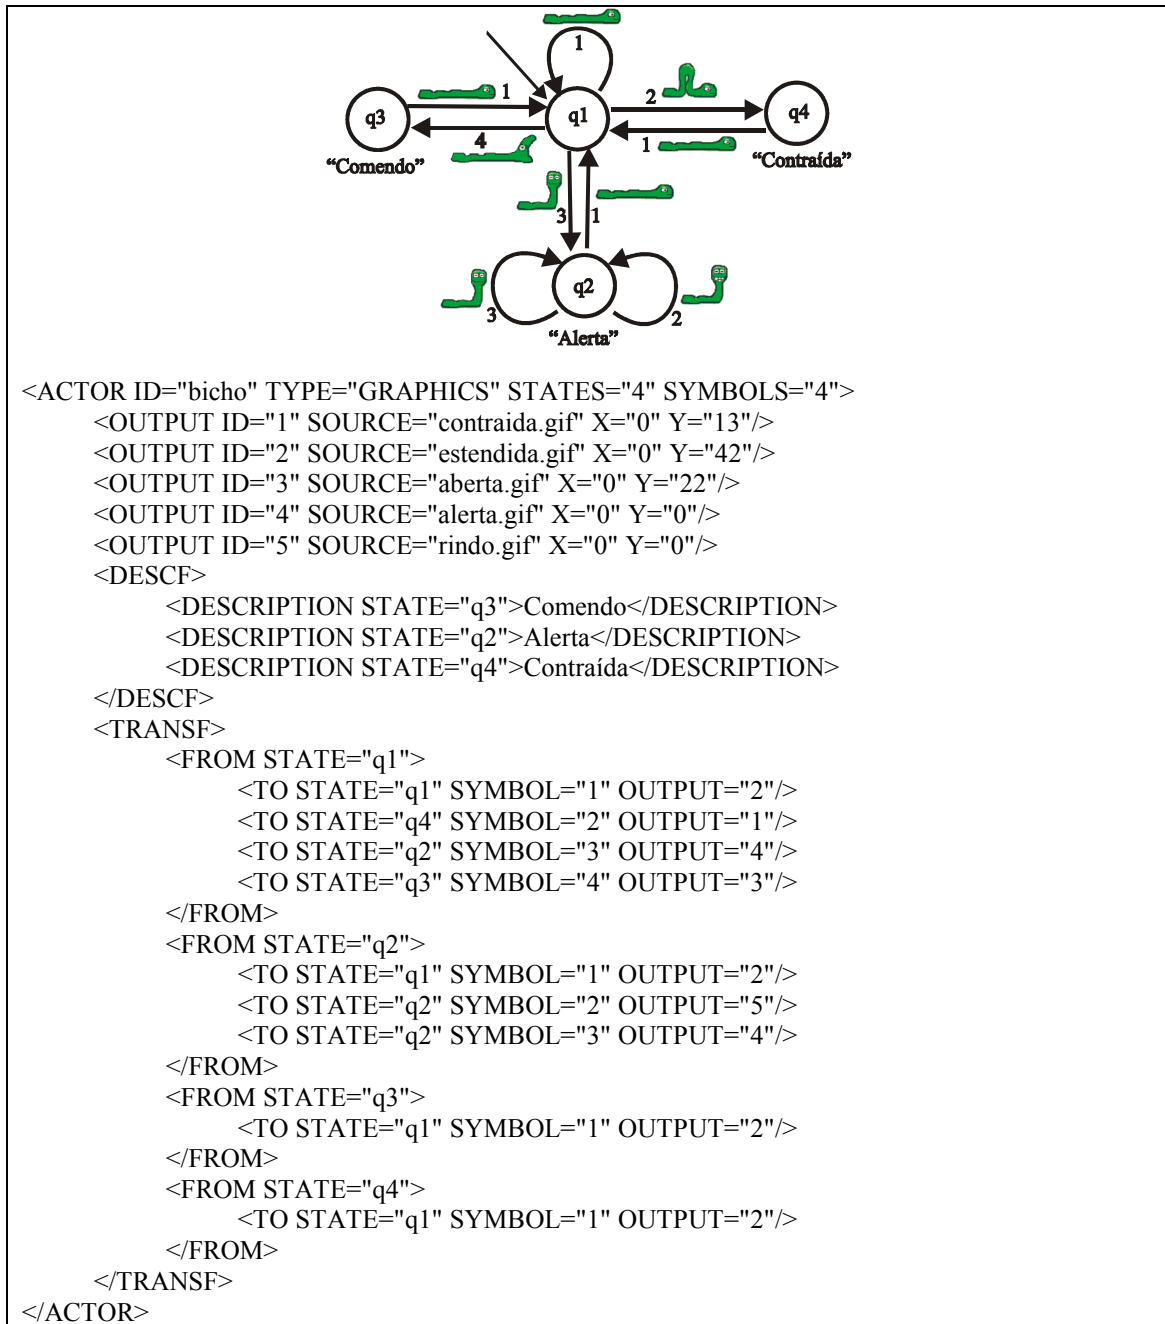 1
1
2
q3
q1
q4
4
1
“Comendo”
“Contraída”
3
1
q2
3
2
“Alerta”
<ACTOR ID="bicho" TYPE="GRAPHICS" STATES="4" SYMBOLS="4">
<OUTPUT ID="1" SOURCE="contraida.gif" X="0" Y="13"/>
<OUTPUT ID="2" SOURCE="estendida.gif" X="0" Y="42"/>
<OUTPUT ID="3" SOURCE="aberta.gif" X="0" Y="22"/>
<OUTPUT ID="4" SOURCE="alerta.gif" X="0" Y="0"/>
<OUTPUT ID="5" SOURCE="rindo.gif" X="0" Y="0"/>
<DESCF>
<DESCRIPTION STATE="q3">Comendo</DESCRIPTION>
<DESCRIPTION STATE="q2">Alerta</DESCRIPTION>
<DESCRIPTION STATE="q4">Contraída</DESCRIPTION>
</DESCF>
<TRANSF>
<FROM STATE="q1">
<TO STATE="q1" SYMBOL="1" OUTPUT="2"/>
<TO STATE="q4" SYMBOL="2" OUTPUT="1"/>
<TO STATE="q2" SYMBOL="3" OUTPUT="4"/>
<TO STATE="q3" SYMBOL="4" OUTPUT="3"/>
</FROM>
<FROM STATE="q2">
<TO STATE="q1" SYMBOL="1" OUTPUT="2"/>
<TO STATE="q2" SYMBOL="2" OUTPUT="5"/>
<TO STATE="q2" SYMBOL="3" OUTPUT="4"/>
</FROM>
<FROM STATE="q3">
<TO STATE="q1" SYMBOL="1" OUTPUT="2"/>
</FROM>
<FROM STATE="q4">
<TO STATE="q1" SYMBOL="1" OUTPUT="2"/>
</FROM>
</TRANSF>
</ACTOR>